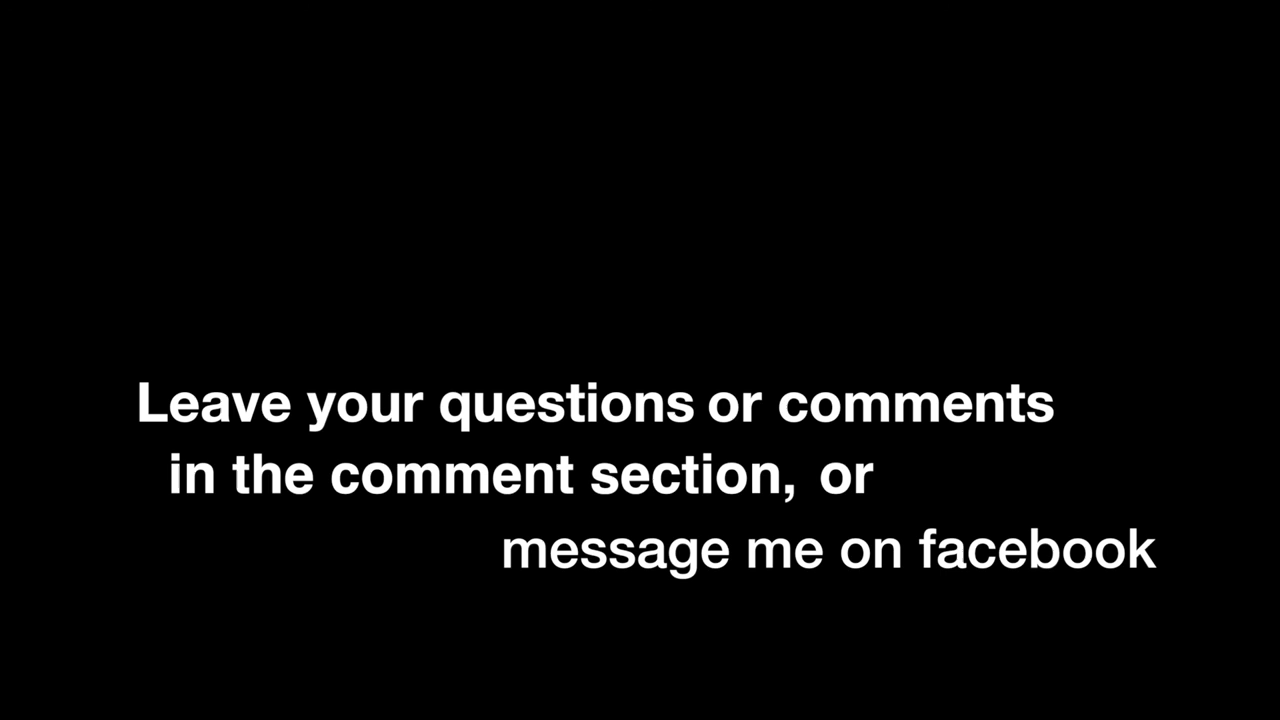 Leave your questions or comments
in the comment section, or
message me on facebook